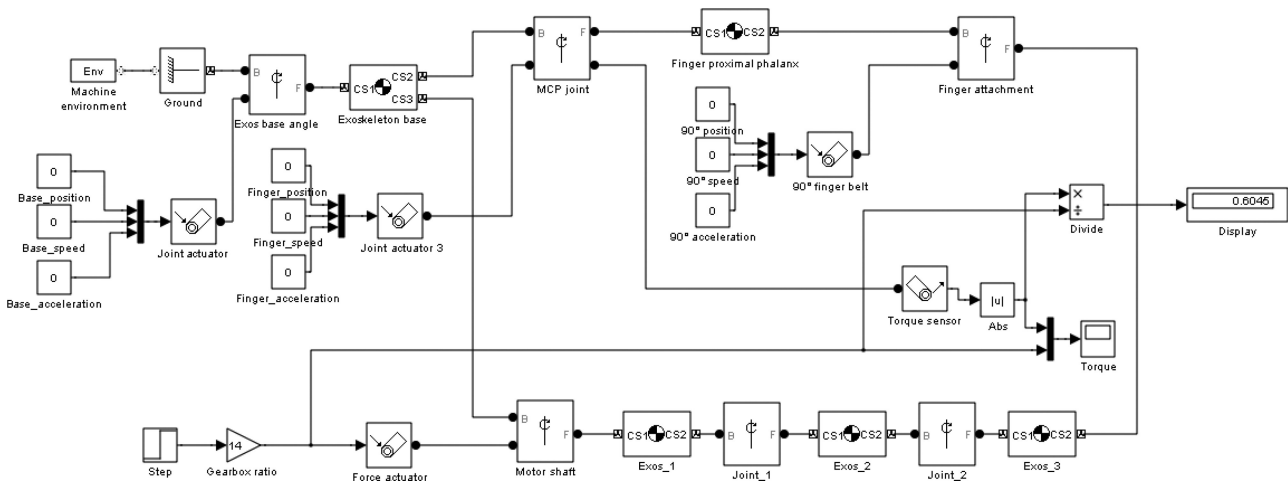 Env
Machine
environment
Ground
B
F
Exos base angle
CS1
CS2
CS3
Exoskeleton base
B
F
MCP joint
CS1
CS2
Finger proximal phalanx
B
F
Finger attachment
0
Base_position
0
Base_speed
0
Base_acceleration
Joint actuator
0
Finger_position
0
Finger_speed
0
Finger_acceleration
Joint actuator 3
0
90° position
0
90° speed
0
90° acceleration
90° finger belt
×
÷
Divide
0.6045
Display
Torque sensor
|u|
Abs
Torque
Step
14
Gearbox ratio
Force actuator
B
F
Motor shaft
CS1
CS2
Exos_1
B
F
Joint_1
CS1
CS2
Exos_2
B
F
Joint_2
CS1
CS2
Exos_3